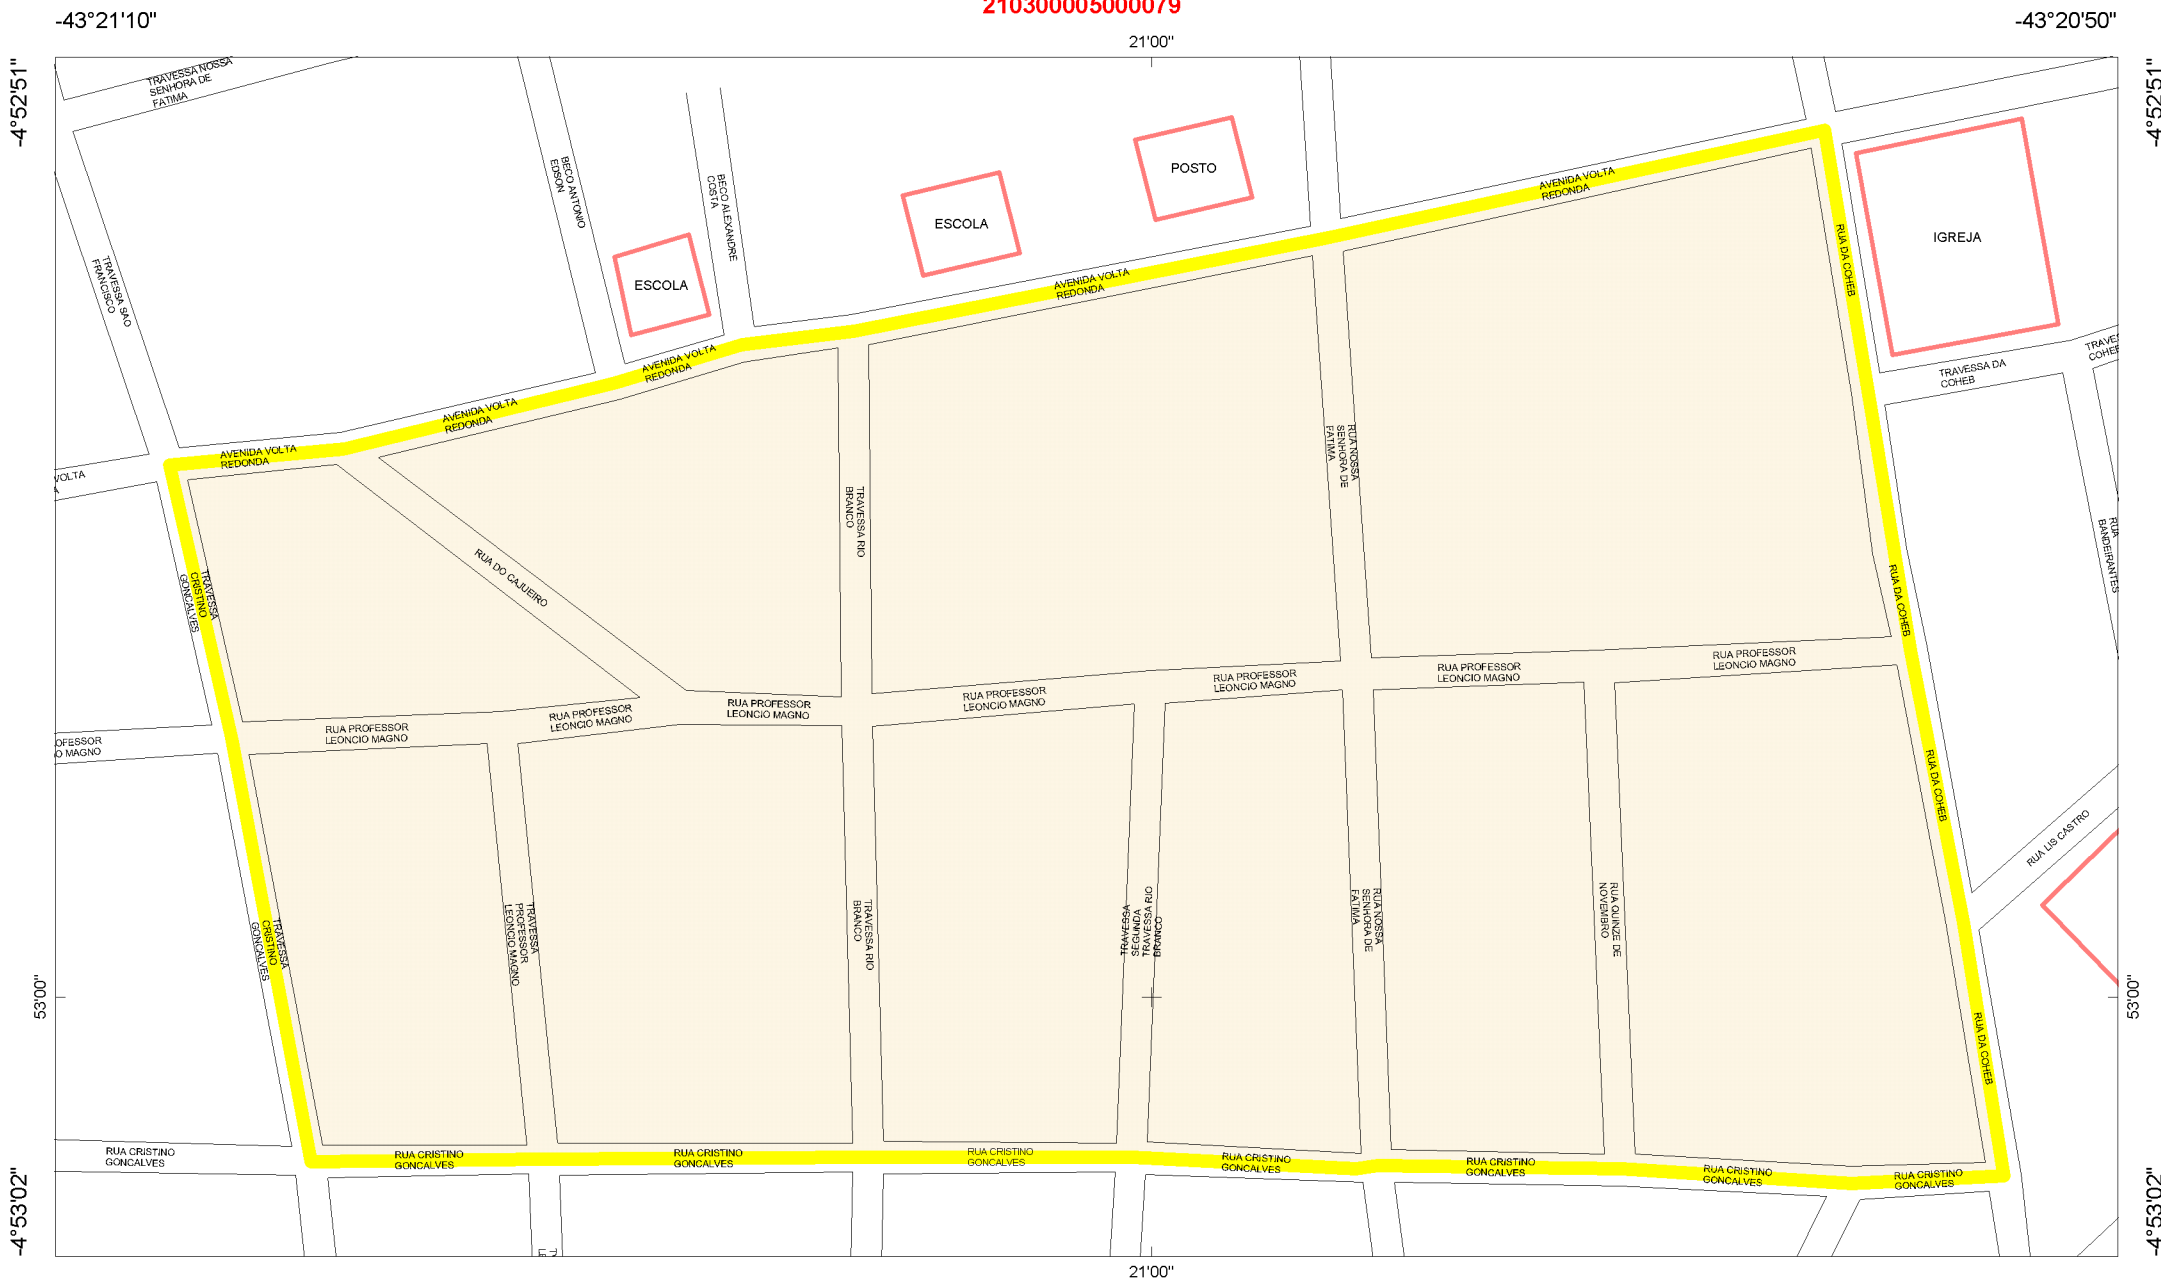 210300005000079
-43°21'10"
-43°20'50"
21'00"
-4°52'51"
-4°52'51"
TRAVESSA NOSSA
SENHORA DE
FATIMA
BECO ANTONIO
EDSON
BECO ALEXANDRE
COSTA
POSTO
ESCOLA
ESCOLA
IGREJA
AVENIDA VOLTA
REDONDA
RUA DA COHEB
TRAVESSA SAO
FRANCISCO
AVENIDA VOLTA
REDONDA
AVENIDA VOLTA
REDONDA
TRAVESSA DA
COHEB
TRAVES
COHEB
AVENIDA VOLTA
REDONDA
AVENIDA VOLTA
REDONDA
VOLTA
A
RUA NOSSA
SENHORA DE
FATIMA
TRAVESSA RIO
BRANCO
RUA
BANDEIRANTES
RUA DO CAJUEIRO
TRAVESSA
CRISTINO
GONCALVES
RUA DA COHEB
RUA PROFESSOR
LEONCIO MAGNO
RUA PROFESSOR
LEONCIO MAGNO
RUA PROFESSOR
LEONCIO MAGNO
RUA PROFESSOR
LEONCIO MAGNO
RUA PROFESSOR
LEONCIO MAGNO
RUA PROFESSOR
LEONCIO MAGNO
RUA PROFESSOR
LEONCIO MAGNO
OFESSOR
O MAGNO
RUA DA COHEB
RUA LIS CASTRO
TRAVESSA
CRISTINO
GONCALVES
TRAVESSA
PROFESSOR
LEONCIO MAGNO
TRAVESSA RIO
BRANCO
TRAVESSA
SEGUNDA
TRAVESSA RIO
BRANCO
RUA NOSSA
SENHORA DE
FATIMA
RUA QUINZE DE
NOVEMBRO
53'00"
53'00"
RUA DA COHEB
RUA CRISTINO
GONCALVES
RUA CRISTINO
GONCALVES
RUA CRISTINO
GONCALVES
RUA CRISTINO
GONCALVES
RUA CRISTINO
GONCALVES
RUA CRISTINO
GONCALVES
RUA CRISTINO
GONCALVES
RUA CRISTINO
GONCALVES
-4°53'02"
-4°53'02"
21'00"